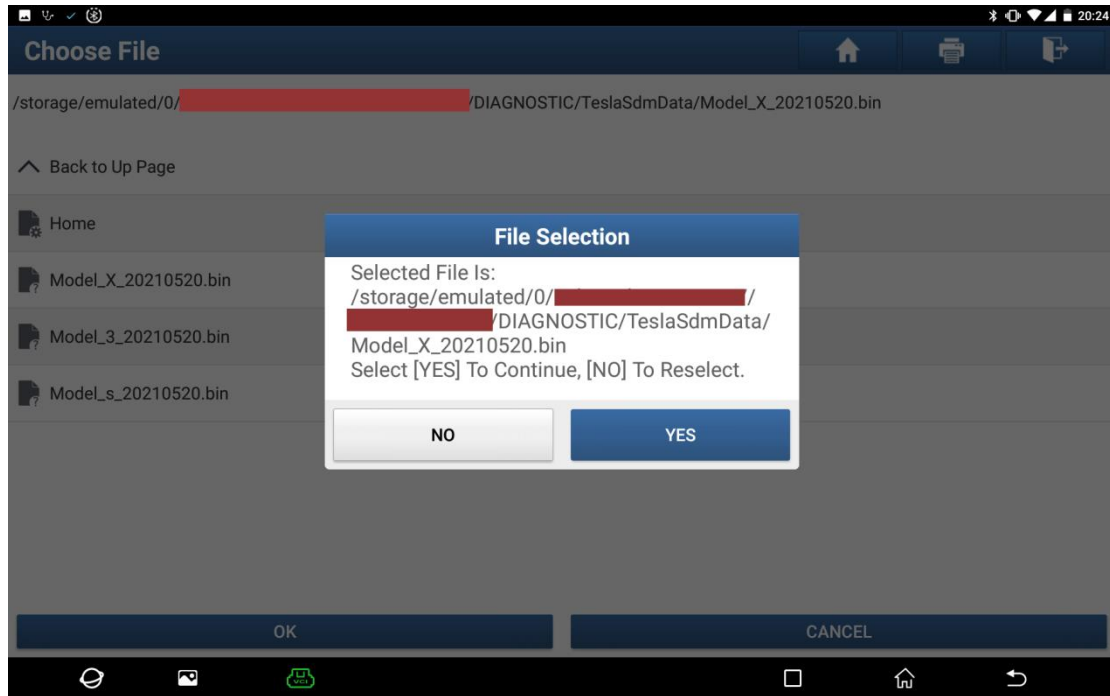 20:24
Choose File
/storage/emulated/0/ /DIAGNOSTIC/TeslaSdmData/Model_X_20210520.bin
Back to Up Page
Home
Model_X_20210520.bin
Model_3_20210520.bin
Model_s_20210520.bin
File Selection
Selected File Is:
/storage/emulated/0/ /
/DIAGNOSTIC/TeslaSdmData/
Model_X_20210520.bin
Select [YES] To Continue, [NO] To Reselect.
NO YES
OK CANCEL
VCI